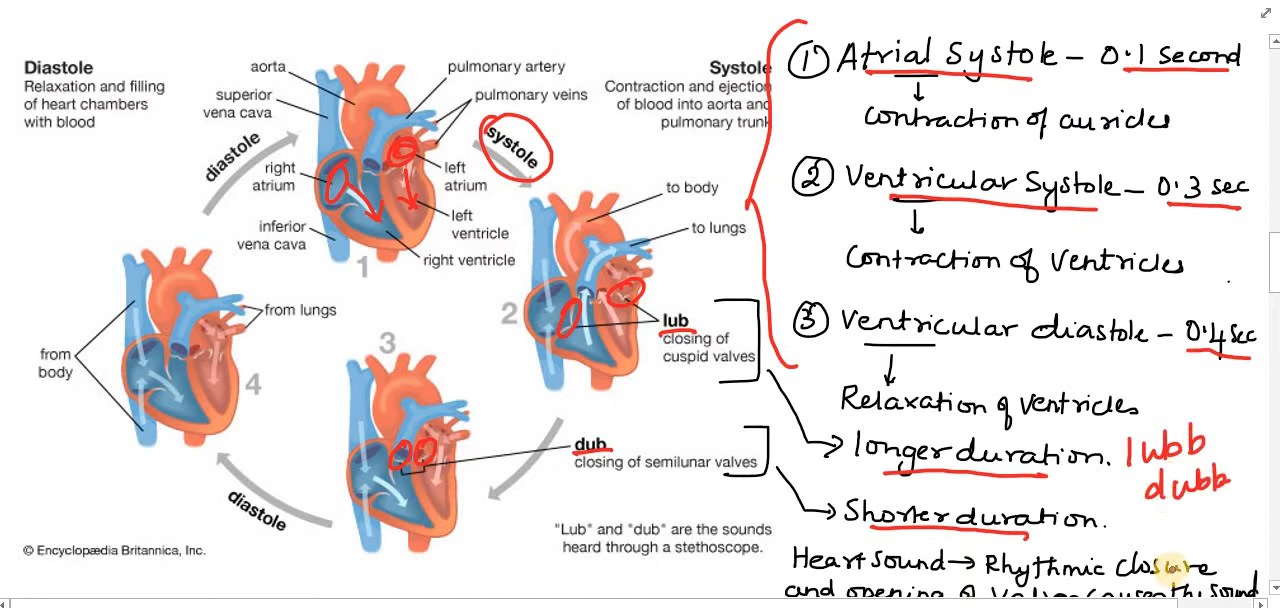 Diastole
Relaxation and filling
of heart chambers
with blood
aorta
superior
vena cava
pulmonary artery
pulmonary veins
Systole
Contraction and ejection
of blood into aorta and
pulmonary trunk
diastole
systole
right
atrium
left
atrium
inferior
vena cava
left
ventricle
right ventricle
1
to body
to lungs
2
lub
closing of
cuspid valves
from lungs
from
body
4
3
dub
closing of semilunar valves
diastole
"Lub" and "dub" are the sounds
heard through a stethoscope.
© Encyclopædia Britannica, Inc.
① Atrial Systole – 0.1 second
Contraction of auricles
② Ventricular Systole – 0.3 sec
Contraction of Ventricles
③ Ventricular diastole – 0.4 sec
Relaxation of Ventricles
longer duration.
lubb
dubb
Shorter duration.
Heart sound → Rhythmic closure
and opening of